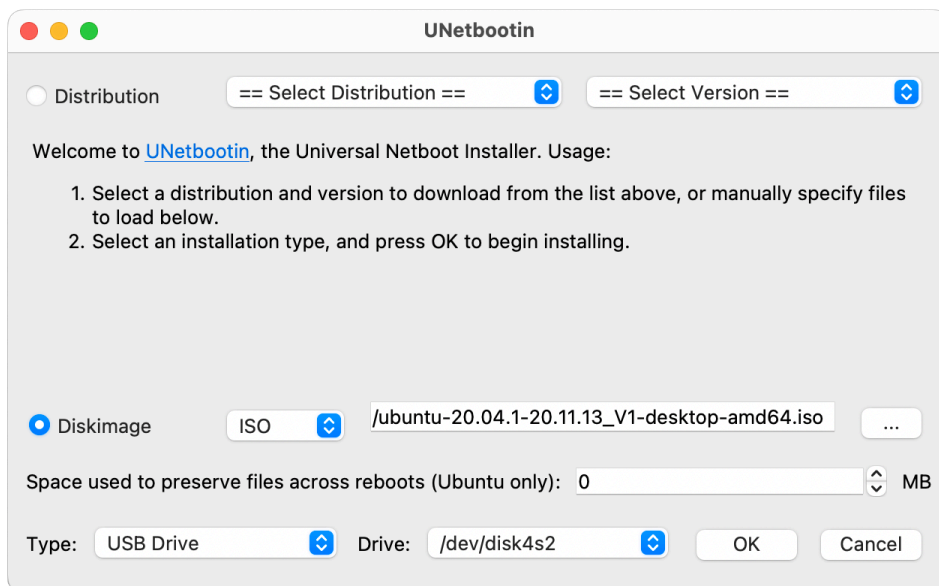 UNetbootin
Distribution == Select Distribution == == Select Version ==
Welcome to UNetbootin, the Universal Netboot Installer. Usage:
1. Select a distribution and version to download from the list above, or manually specify files
to load below.
2. Select an installation type, and press OK to begin installing.
Diskimage ISO /ubuntu-20.04.1-20.11.13_V1-desktop-amd64.iso ...
Space used to preserve files across reboots (Ubuntu only): 0 MB
Type: USB Drive Drive: /dev/disk4s2 OK Cancel